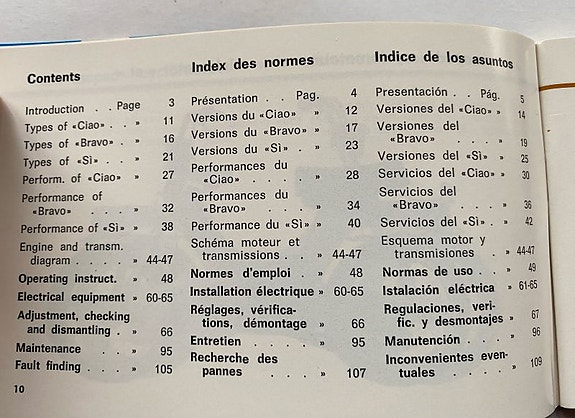 Contents
Introduction . . Page 3
Types of «Ciao» . . » 11
Types of «Bravo» . » 16
Types of «Sì» . . » 21
Perform. of «Ciao» » 27
Performance of
«Bravo» . . . . » 32
Performance of «Sì» » 38
Engine and transm.
diagram . . . . » 44-47
Operating instruct. » 48
Electrical equipment » 60-65
Adjustment, checking
and dismantling . » 66
Maintenance . . » 95
Fault finding . . . » 105
10
Index des normes
Présentation . . Pag. 4
Versions du «Ciao» » 12
Versions du «Bravo» » 17
Versions du «Sì» » 23
Performances du
«Ciao» . . . . » 28
Performances du
«Bravo» . . . . » 34
Performance du «Sì» » 40
Schéma moteur et
transmissions . . » 44-47
Normes d'emploi . » 48
Installation électrique » 60-65
Réglages, vérifica-
tions, démontage » 66
Entretien . . . » 95
Recherche des
pannes . . . . » 107
Indice de los asuntos
Presentación . . Pág. 5
Versiones del «Ciao» » 14
Versiones del
«Bravo» . . . . » 19
Versiones del «Sì» » 25
Servicios del «Ciao» » 30
Servicios del
«Bravo» . . . . » 36
Servicios del «Sì» . » 42
Esquema motor y
transmisiones . » 44-47
Normas de uso . . » 49
Istalación eléctrica » 61-65
Regulaciones, veri-
fic. y desmontajes » 67
Manutención . . » 96
Inconvenientes even-
tuales . . . . » 109